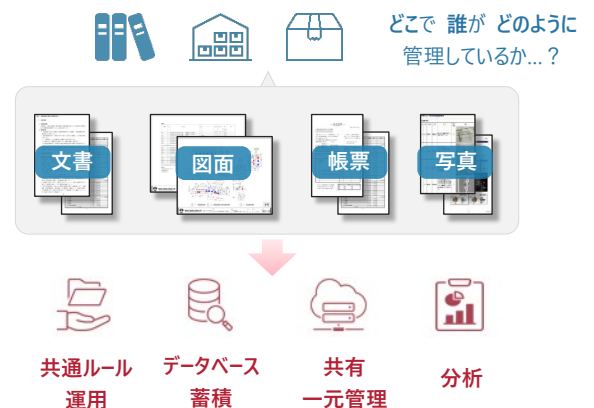 どこで 誰が どのように
管理しているか…？
文書
図面
帳票
写真
共通ルール
運用
データベース
蓄積
共有
一元管理
分析